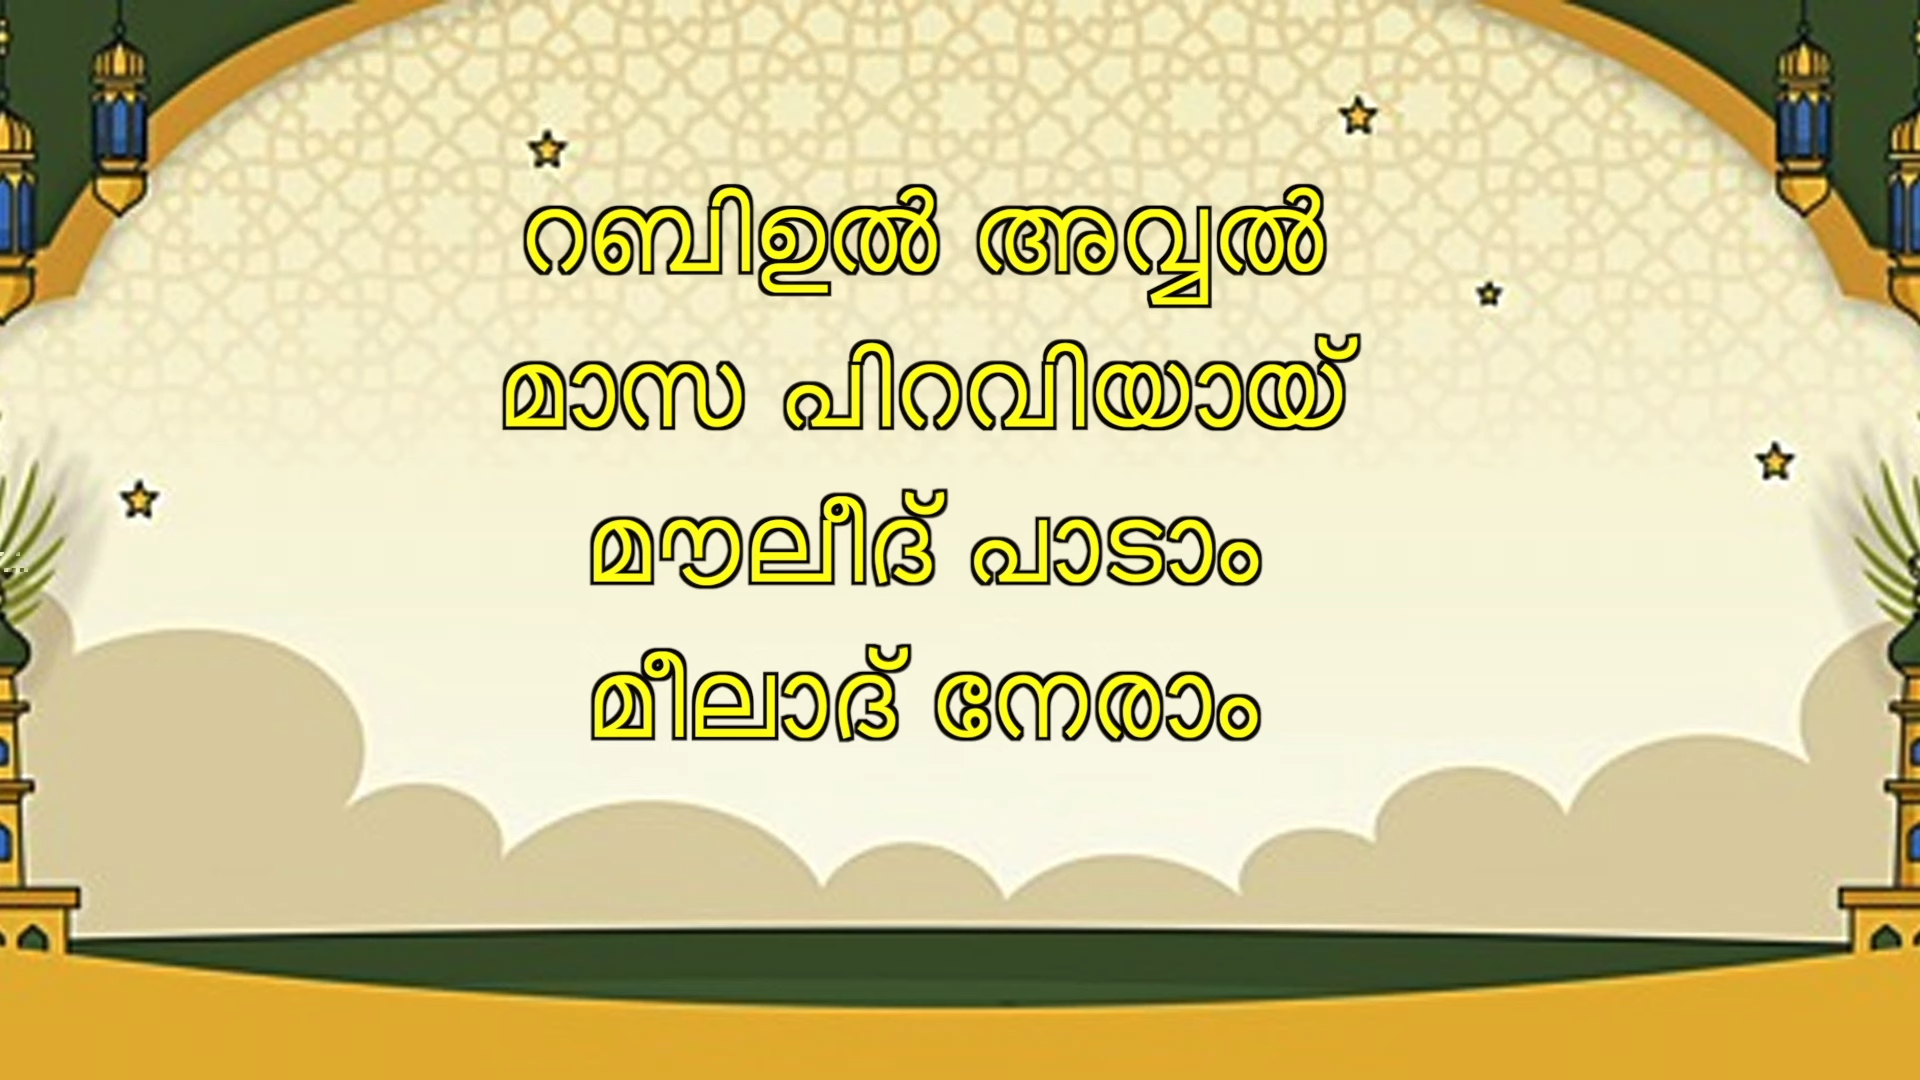 റബിഉൽ അവ്വൽ
മാസ പിറവിയായ്
മൗലീദ് പാടാം
മീലാദ് നേരാം